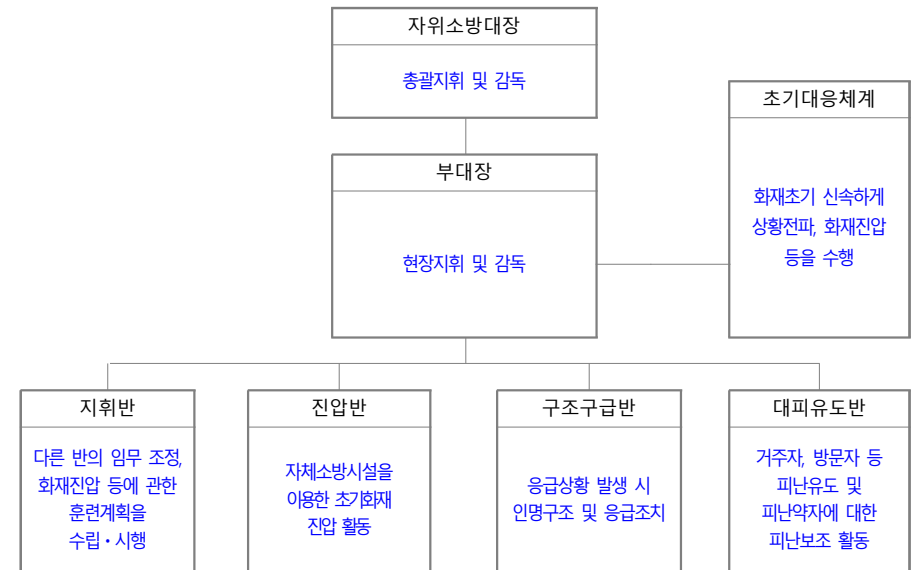 자위소방대장
총괄지휘 및 감독
초기대응체계
화재초기 신속하게
상황전파, 화재진압
등을 수행
부대장
현장지휘 및 감독
지휘반
다른 반의 임무 조정,
화재진압 등에 관한
훈련계획을
수립·시행
진압반
자체소방시설을
이용한 초기화재
진압 활동
구조구급반
응급상황 발생 시
인명구조 및 응급조치
대피유도반
거주자, 방문자 등
피난유도 및
피난약자에 대한
피난보조 활동